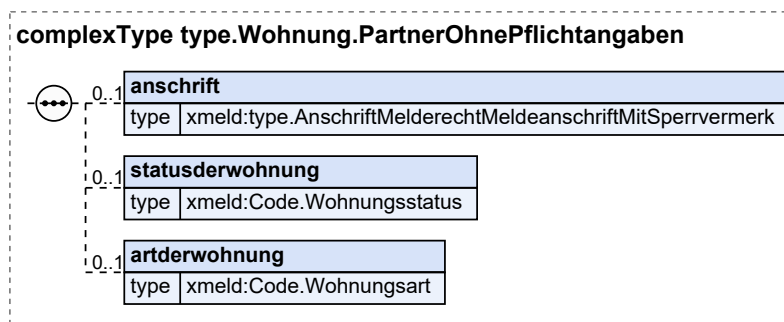 complexType type.Wohnung.PartnerOhnePflichtangaben
0..1 anschrift
type xmeld:type.AnschriftMelderechtMeldeanschriftMitSperrvermerk
0..1 statusderwohnung
type xmeld:Code.Wohnungsstatus
0..1 artderwohnung
type xmeld:Code.Wohnungsart